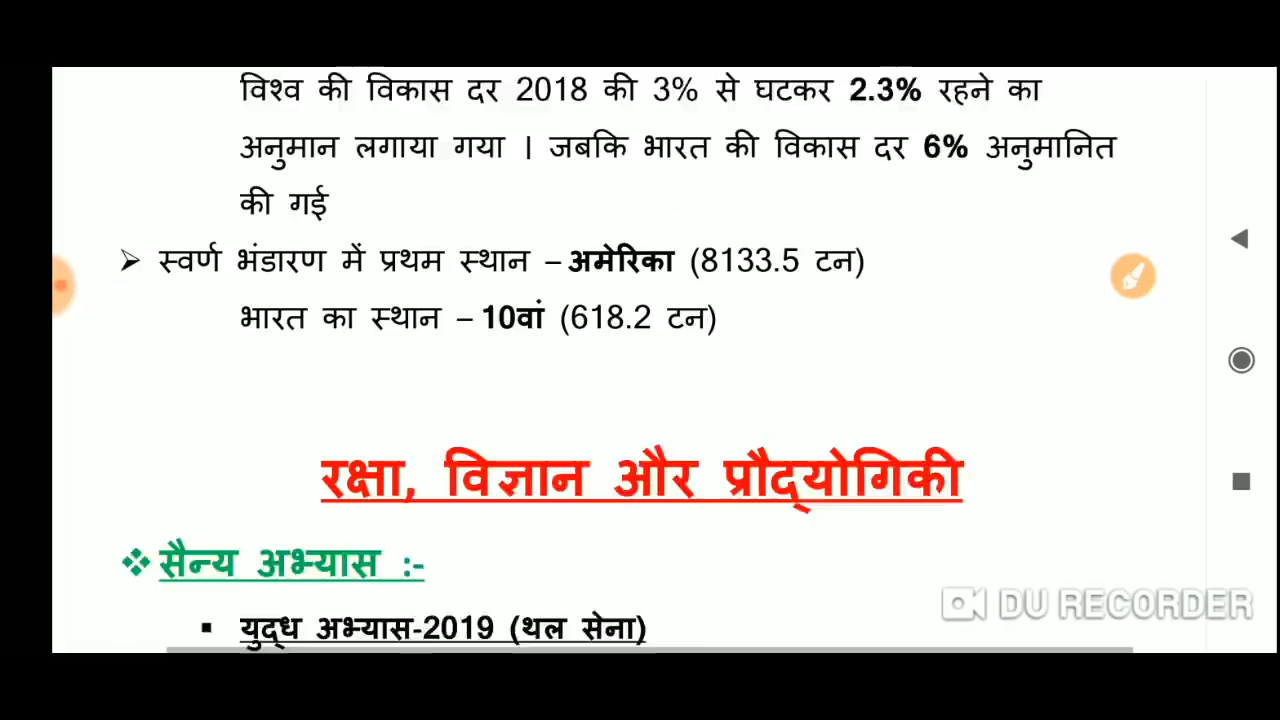 विश्व की विकास दर 2018 की 3% से घटकर 2.3% रहने का
अनुमान लगाया गया । जबकि भारत की विकास दर 6% अनुमानित
की गई
➢ स्वर्ण भंडारण में प्रथम स्थान – अमेरिका (8133.5 टन)
भारत का स्थान – 10वां (618.2 टन)
रक्षा, विज्ञान और प्रौद्योगिकी
❖ सैन्य अभ्यास :-
▪ युद्ध अभ्यास-2019 (थल सेना)
DU RECORDER